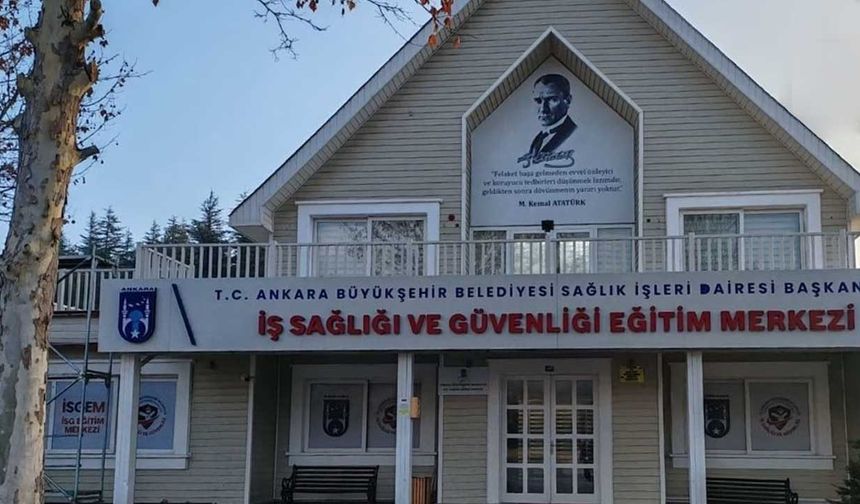 "Felaket başa gelmeden evvel önleyici
ve koruyucu tedbirleri düşünmek lazımdır,
geldikten sonra dövünmenin yararı yoktur."
M. Kemal ATATÜRK
ANKARA
T.C. ANKARA BÜYÜKŞEHİR BELEDİYESİ SAĞLIK İŞLERİ DAİRESİ BAŞKAN
İŞ SAĞLIĞI VE GÜVENLİĞİ EĞİTİM MERKEZİ
İSGEM
İSG EĞİTİM
MERKEZİ